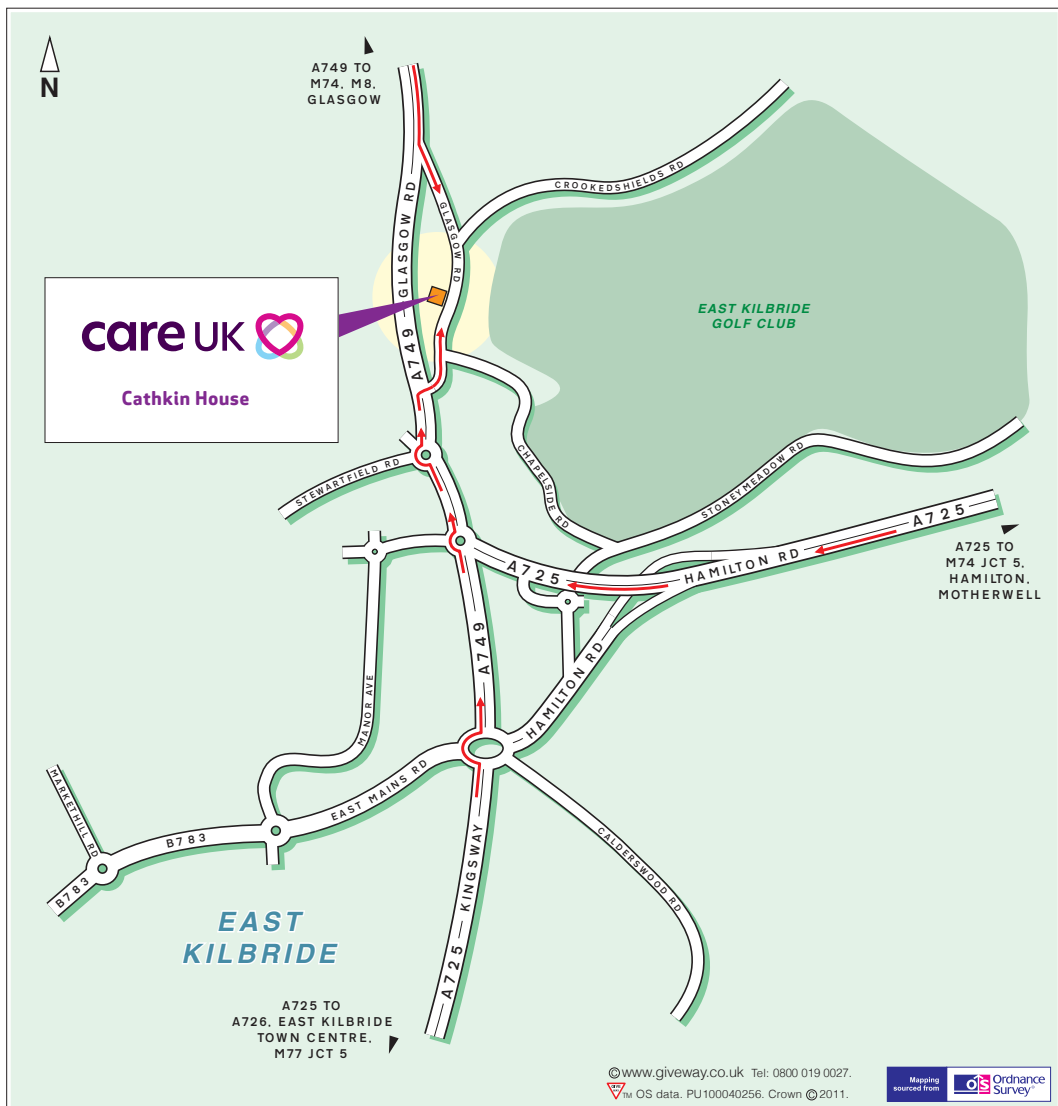 N
A749 TO
M74, M8,
GLASGOW
A749 GLASGOW RD
GLASGOW RD
CROOKEDSHIELDS RD
EAST KILBRIDE
GOLF CLUB
care UK
Cathkin House
STEWARTFIELD RD
CHAPELSIDE RD
STONEYMEADOW RD
A725
HAMILTON RD
A725
A725 TO
M74 JCT 5,
HAMILTON,
MOTHERWELL
A749
HAMILTON RD
MANOR AVE
MARKETHILL RD
B783
B783
EAST MAINS RD
CALDERSWOOD RD
A725 KINGSWAY
EAST
KILBRIDE
A725 TO
A726, EAST KILBRIDE
TOWN CENTRE,
M77 JCT 5
©www.giveway.co.uk Tel: 0800 019 0027.
TM OS data. PU100040256. Crown © 2011.
Mapping
sourced from
OS Ordnance
Survey®